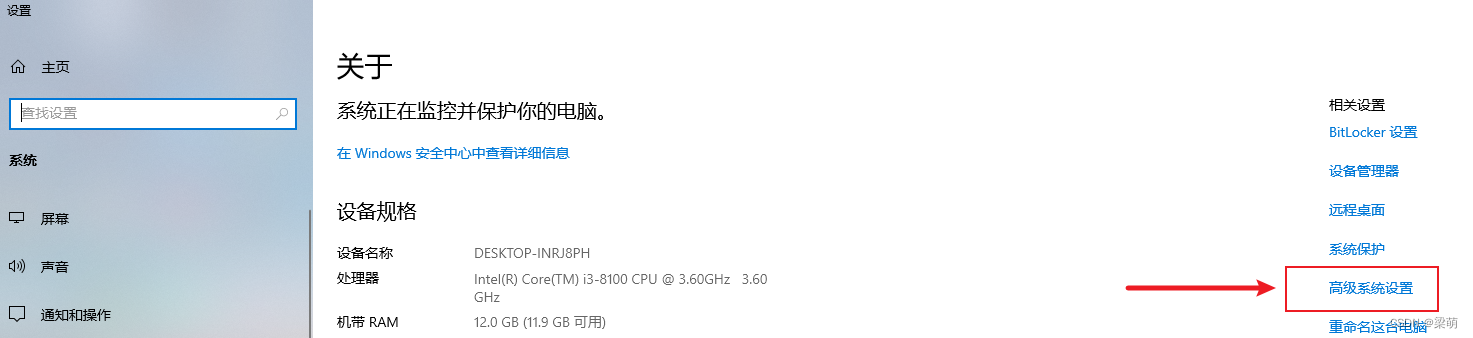 设置
主页
查找设置
系统
屏幕
声音
通知和操作
关于
系统正在监控并保护你的电脑。
在 Windows 安全中心中查看详细信息
设备规格
设备名称 DESKTOP-INRJ8PH
处理器 Intel(R) Core(TM) i3-8100 CPU @ 3.60GHz 3.60
GHz
机带 RAM 12.0 GB (11.9 GB 可用)
相关设置
BitLocker 设置
设备管理器
远程桌面
系统保护
高级系统设置
重命名这台电脑
CSDN @梁萌